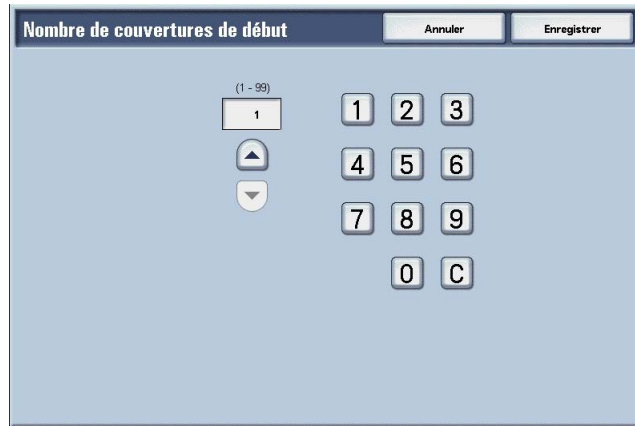 Nombre de couvertures de début
Annuler
Enregistrer
(1 - 99)
1
1 2 3
4 5 6
7 8 9
0 C